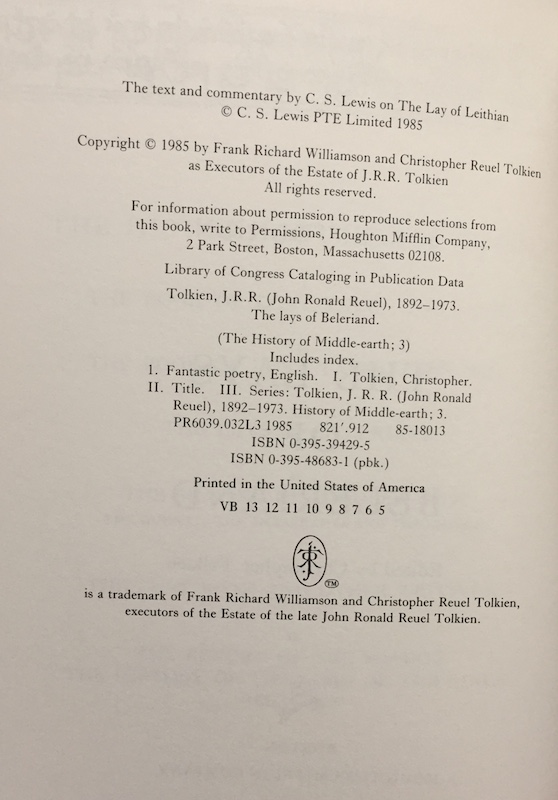 The text and commentary by C. S. Lewis on The Lay of Leithian
© C. S. Lewis PTE Limited 1985
Copyright © 1985 by Frank Richard Williamson and Christopher Reuel Tolkien
as Executors of the Estate of J.R.R. Tolkien
All rights reserved.
For information about permission to reproduce selections from
this book, write to Permissions, Houghton Mifflin Company,
2 Park Street, Boston, Massachusetts 02108.
Library of Congress Cataloging in Publication Data
Tolkien, J.R.R. (John Ronald Reuel), 1892–1973.
The lays of Beleriand.
(The History of Middle-earth; 3)
Includes index.
1. Fantastic poetry, English. I. Tolkien, Christopher.
II. Title. III. Series: Tolkien, J. R. R. (John Ronald
Reuel), 1892–1973. History of Middle-earth; 3.
PR6039.032L3 1985 821′.912 85-18013
ISBN 0-395-39429-5
ISBN 0-395-48683-1 (pbk.)
Printed in the United States of America
VB 13 12 11 10 9 8 7 6 5
TM
is a trademark of Frank Richard Williamson and Christopher Reuel Tolkien,
executors of the Estate of the late John Ronald Reuel Tolkien.